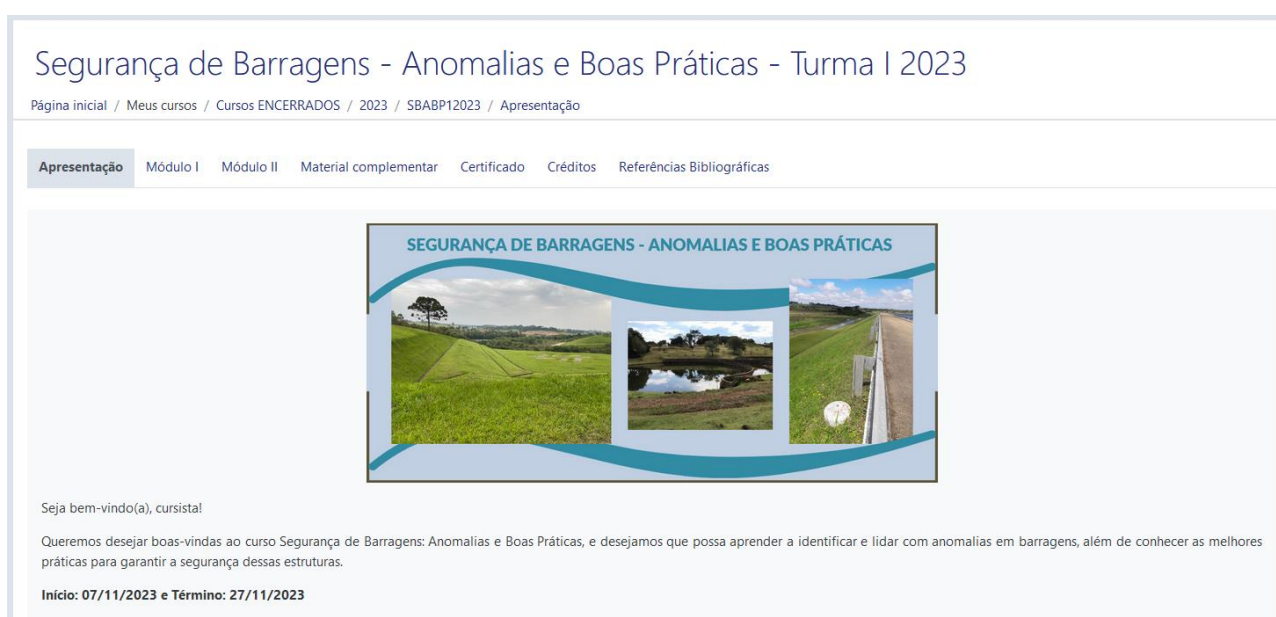 Segurança de Barragens - Anomalias e Boas Práticas - Turma I 2023
Página inicial / Meus cursos / Cursos ENCERRADOS / 2023 / SBABP12023 / Apresentação
Apresentação Módulo I Módulo II Material complementar Certificado Créditos Referências Bibliográficas
SEGURANÇA DE BARRAGENS - ANOMALIAS E BOAS PRÁTICAS
Seja bem-vindo(a), cursista!
Queremos desejar boas-vindas ao curso Segurança de Barragens: Anomalias e Boas Práticas, e desejamos que possa aprender a identificar e lidar com anomalias em barragens, além de conhecer as melhores
práticas para garantir a segurança dessas estruturas.
Início: 07/11/2023 e Término: 27/11/2023